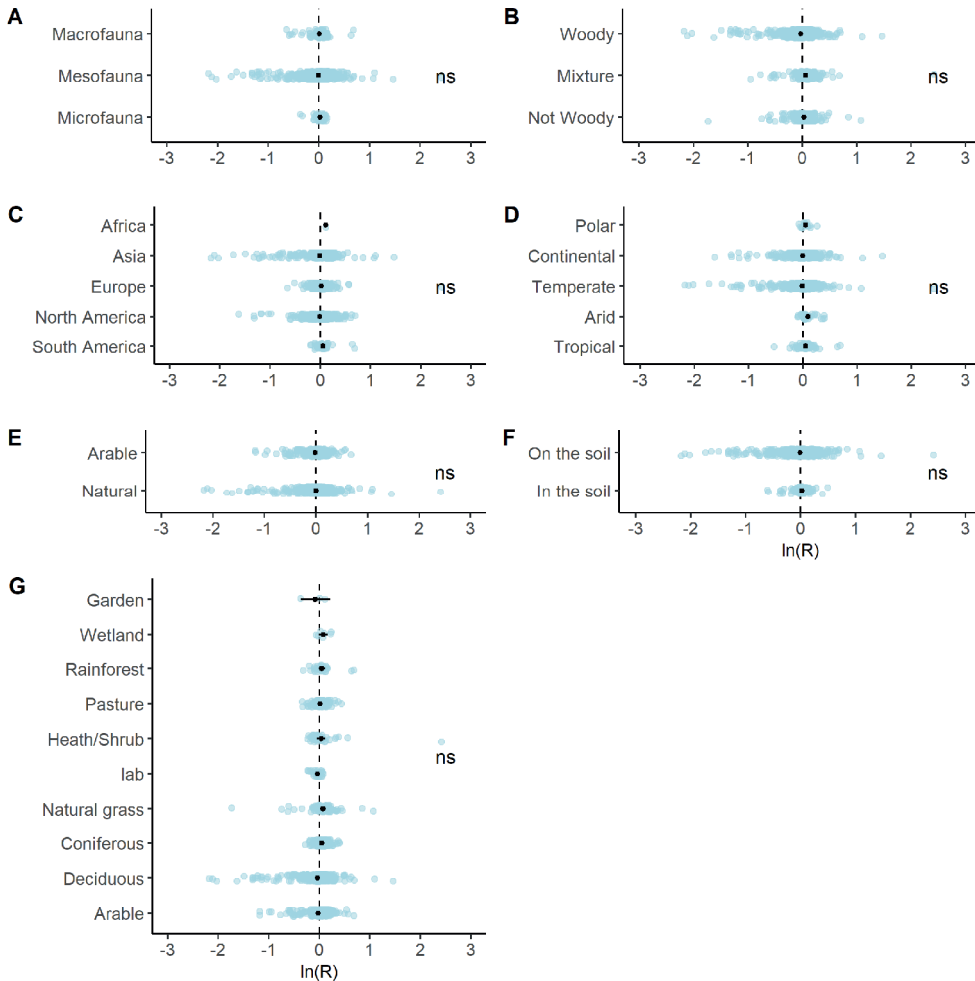 A
Macrofauna
Mesofauna
Microfauna
ns
-3 -2 -1 0 1 2 3
B
Woody
Mixture
Not Woody
ns
-3 -2 -1 0 1 2 3
C
Africa
Asia
Europe
North America
South America
ns
-3 -2 -1 0 1 2 3
D
Polar
Continental
Temperate
Arid
Tropical
ns
-3 -2 -1 0 1 2 3
E
Arable
Natural
ns
-3 -2 -1 0 1 2 3
F
On the soil
In the soil
ns
-3 -2 -1 0 1 2 3
ln(R)
G
Garden
Wetland
Rainforest
Pasture
Heath/Shrub
lab
Natural grass
Coniferous
Deciduous
Arable
ns
-3 -2 -1 0 1 2 3
ln(R)